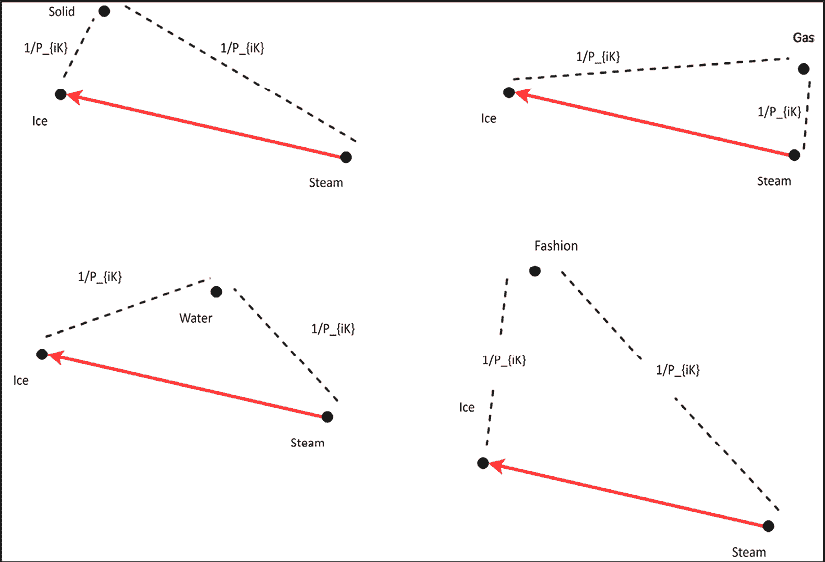 Solid
1/P_{iK}
1/P_{iK}
Ice
Steam
Gas
1/P_{iK}
1/P_{iK}
Ice
Steam
1/P_{iK}
Water
1/P_{iK}
Ice
Steam
Fashion
1/P_{iK}
1/P_{iK}
Ice
Steam